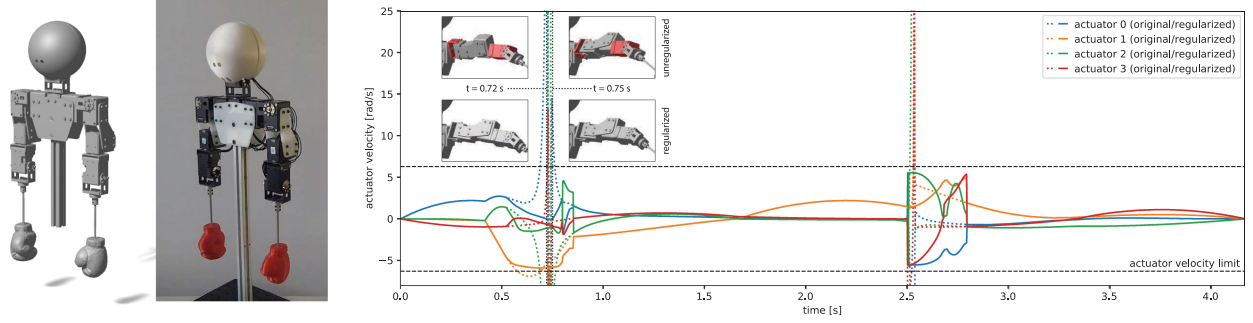 25
20
15
10
5
0
−5
actuator velocity [rad/s]
0.0
0.5
1.0
1.5
2.0
2.5
3.0
3.5
4.0
time [s]
unregularized
t = 0.72 s
t = 0.75 s
regularized
actuator 0 (original/regularized)
actuator 1 (original/regularized)
actuator 2 (original/regularized)
actuator 3 (original/regularized)
actuator velocity limit